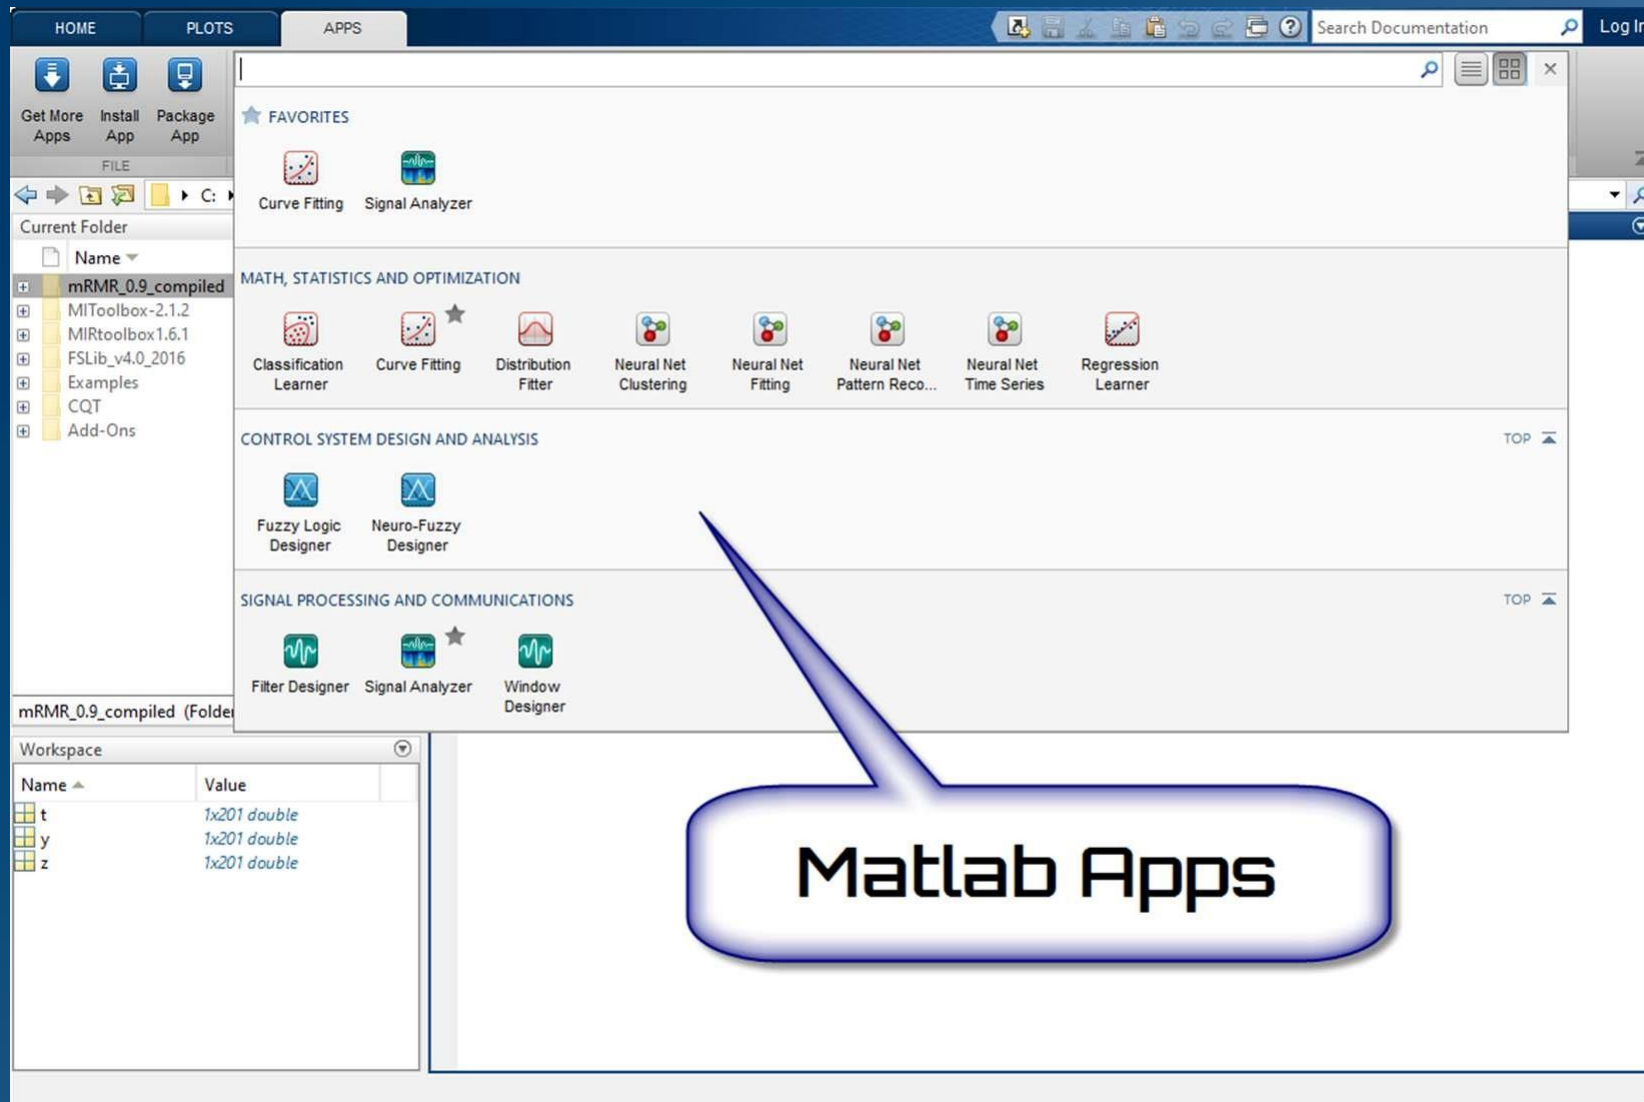 HOME PLOTS APPS
Search Documentation
Log In
Get More Apps
Install App
Package App
FILE
C:
FAVORITES
Curve Fitting
Signal Analyzer
MATH, STATISTICS AND OPTIMIZATION
Classification Learner
Curve Fitting
Distribution Fitter
Neural Net Clustering
Neural Net Fitting
Neural Net Pattern Reco...
Neural Net Time Series
Regression Learner
CONTROL SYSTEM DESIGN AND ANALYSIS
TOP
Fuzzy Logic Designer
Neuro-Fuzzy Designer
SIGNAL PROCESSING AND COMMUNICATIONS
TOP
Filter Designer
Signal Analyzer
Window Designer
Current Folder
Name
mRMR_0.9_compiled
MIToolbox-2.1.2
MIRtoolbox1.6.1
FSLib_v4.0_2016
Examples
CQT
Add-Ons
mRMR_0.9_compiled (Folder
Workspace
Name Value
t 1x201 double
y 1x201 double
z 1x201 double
Matlab Apps